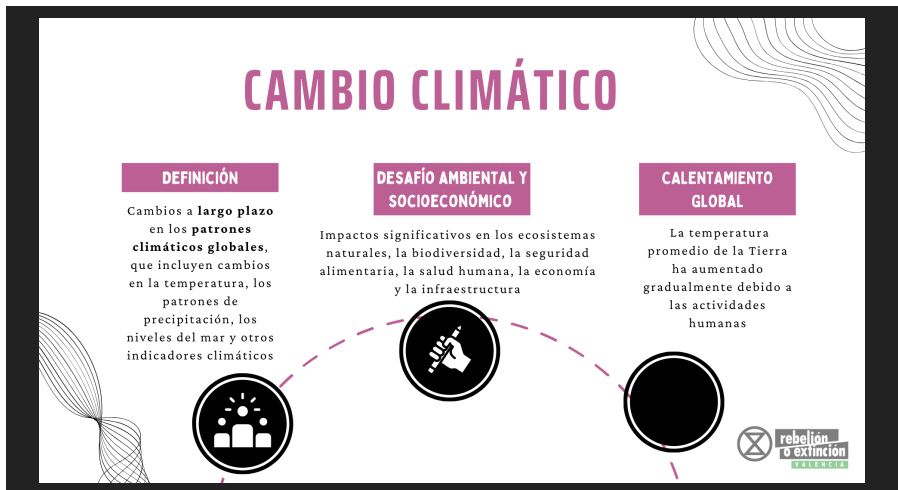 CAMBIO CLIMÁTICO
DEFINICIÓN
Cambios a largo plazo
en los patrones
climáticos globales,
que incluyen cambios
en la temperatura, los
patrones de
precipitación, los
niveles del mar y otros
indicadores climáticos
DESAFÍO AMBIENTAL Y
SOCIOECONÓMICO
Impactos significativos en los ecosistemas
naturales, la biodiversidad, la seguridad
alimentaria, la salud humana, la economía
y la infraestructura
CALENTAMIENTO
GLOBAL
La temperatura
promedio de la Tierra
ha aumentado
gradualmente debido a
las actividades
humanas
rebelión
o extinción
VALENCIA